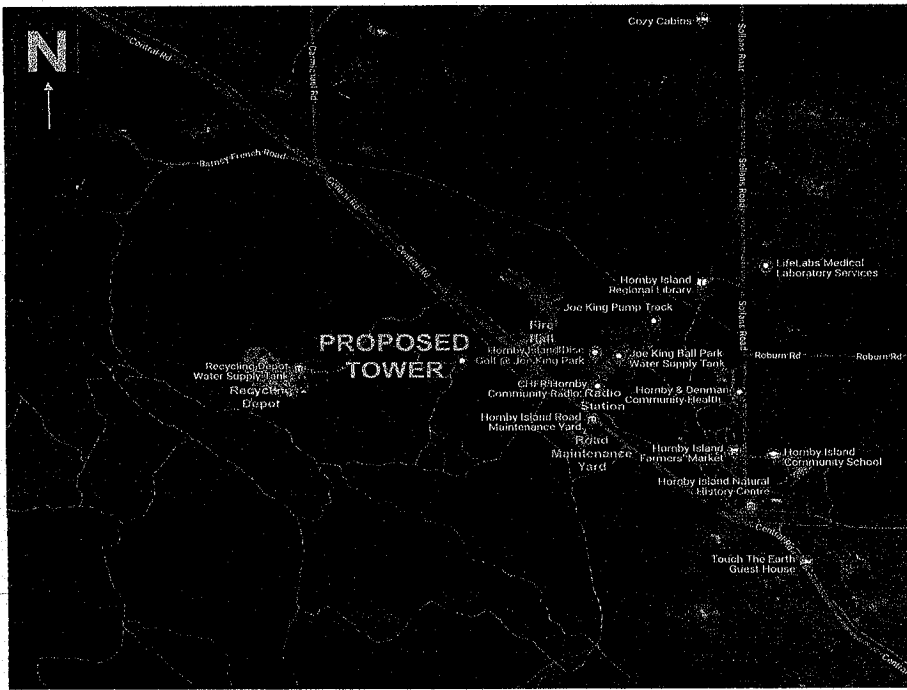 N
Cozy Cabins
Central Rd
Carmichael Rd
Sollans Road
Barney French Road
Central Rd
Sollans Road
Central Rd
LifeLabs Medical
Laboratory Services
Hornby Island
Regional Library
Joe King Pump Track
Sollans Road
Fire
Hall
PROPOSED
TOWER
Hornby Island Disc
Golf @ Joe King Park
Joe King Ball Park
Water Supply Tank
Roburn Rd
Roburn Rd
Recycling Depot
Water Supply Tank
Recycling
Depot
CHFR Hornby
Community Radio
Radio
Station
Hornby & Denman
Community Health
Hornby Island Road
Maintenance Yard
Road
Maintenance
Yard
Hornby Island
Farmers' Market
Hornby Island
Community School
Hornby Island Natural
History Centre
Central Rd
Touch The Earth
Guest House
Central